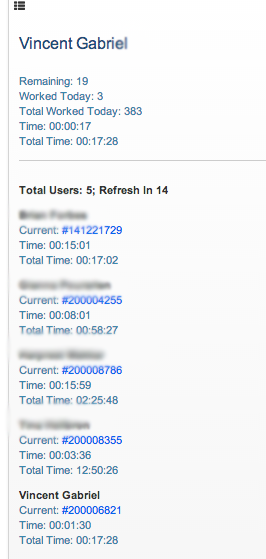 Vincent Gabriel
Remaining: 19
Worked Today: 3
Total Worked Today: 383
Time: 00:00:17
Total Time: 00:17:28
Total Users: 5; Refresh In 14
Current: #141221729
Time: 00:15:01
Total Time: 00:17:02
Current: #200004255
Time: 00:08:01
Total Time: 00:58:27
Current: #200008786
Time: 00:15:59
Total Time: 02:25:48
Current: #200008355
Time: 00:03:36
Total Time: 12:50:26
Vincent Gabriel
Current: #200006821
Time: 00:01:30
Total Time: 00:17:28